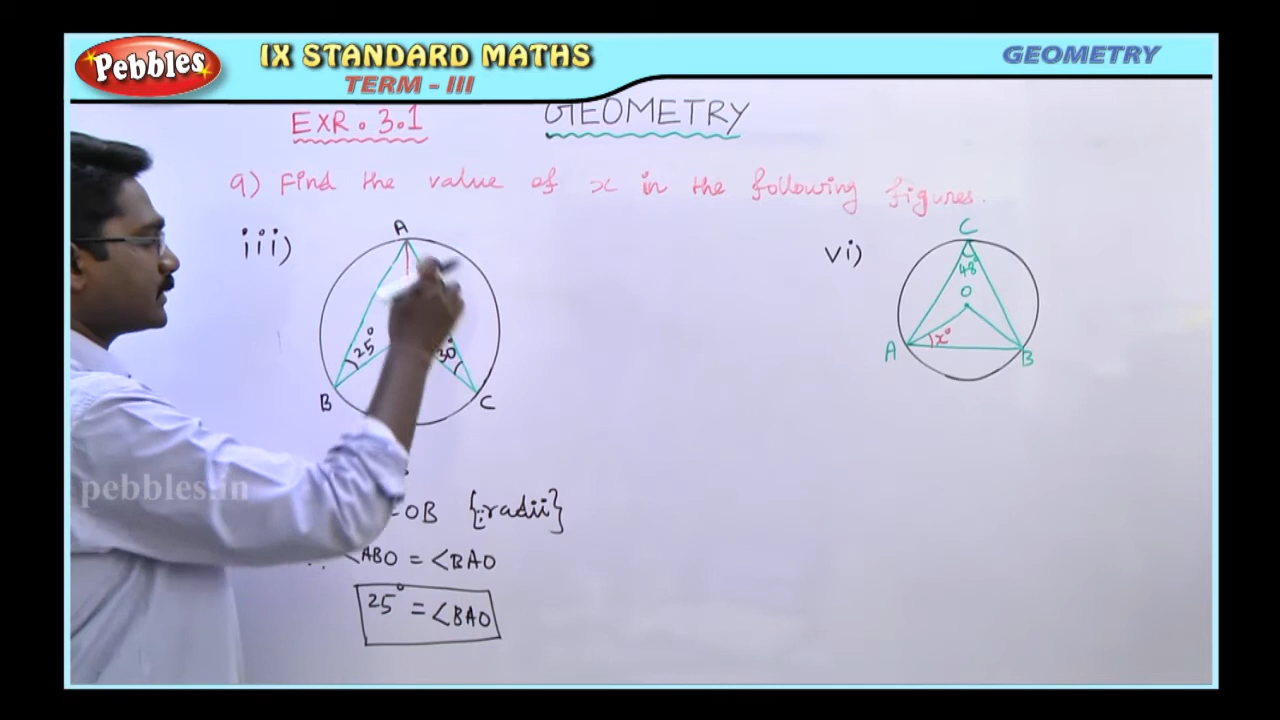 Pebbles
IX STANDARD MATHS
TERM - III
GEOMETRY
EXR. 3.1
GEOMETRY
9) Find the value of x in the following figures.
iii)
A
25°
30°
B
C
vi)
C
48°
O
x°
A
B
pebbles.in
OB {∵radii}
∠ABO = ∠BAO
25° = ∠BAO